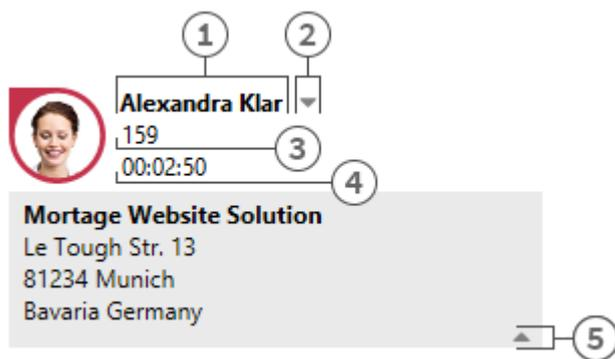 1 2
Alexandra Klar
159
3
00:02:50
4
Mortage Website Solution
Le Tough Str. 13
81234 Munich
Bavaria Germany
5